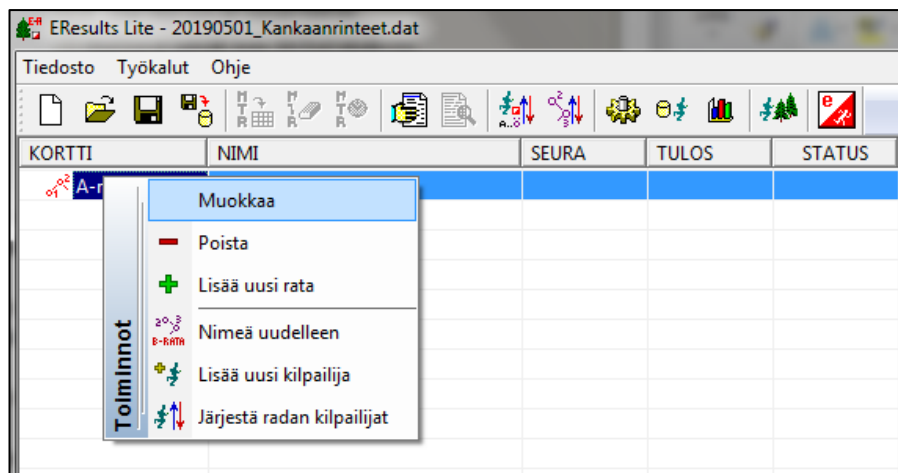 EResults Lite - 20190501_Kankaanrinteet.dat
Tiedosto Työkalut Ohje
KORTTI NIMI SEURA TULOS STATUS
A-r
Toiminnot
Muokkaa
Poista
Lisää uusi rata
B-RATA
Nimeä uudelleen
Lisää uusi kilpailija
Järjestä radan kilpailijat